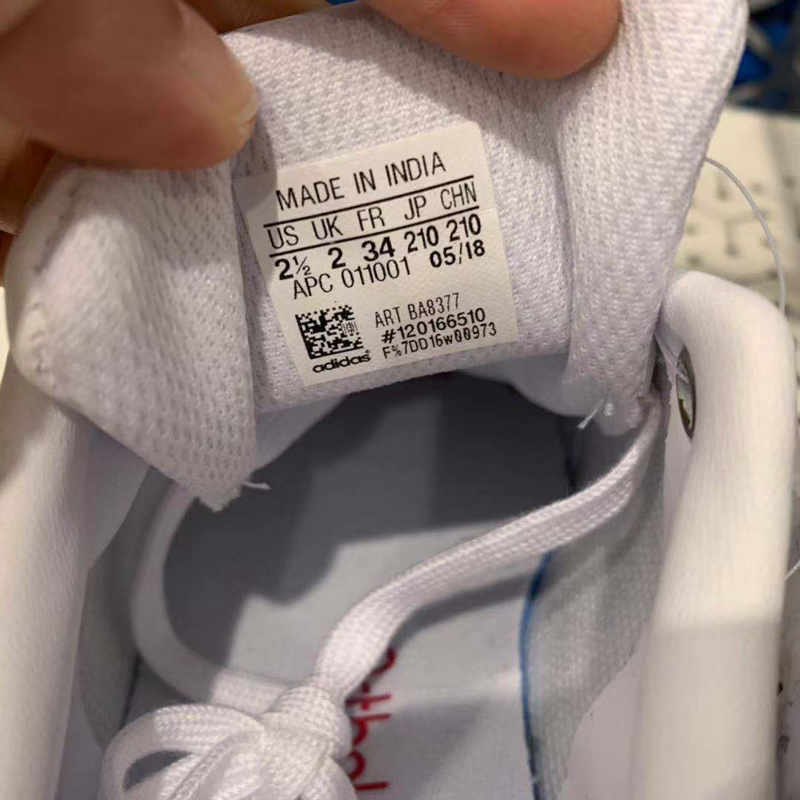 MADE IN INDIA
US UK FR JP CHN
2½ 2 34 210 210
APC 011001 05/18
ART BA8377
#120166510
F%7DD16w00973
adidas